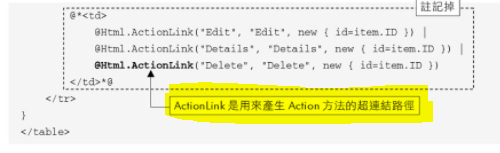 註記掉
@*<td>
@Html.ActionLink("Edit", "Edit", new { id=item.ID }) |
@Html.ActionLink("Details", "Details", new { id=item.ID }) |
@Html.ActionLink("Delete", "Delete", new { id=item.ID })
</td>*@
ActionLink 是用來產生 Action 方法的超連結路徑
</tr>
}
</table>